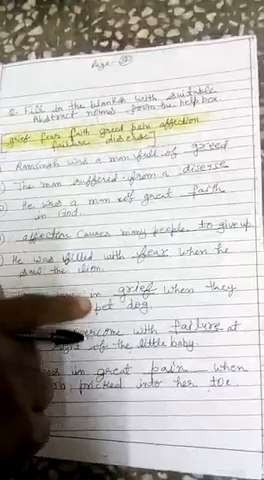 Page -
Q. Fill in the blanks with suitable
Abstract nouns from the help box
grief fear faith greed pain affection
failure disease
was a man full of greed
The man suffered from a disease
He was a man of great faith
in God.
affection causes many people to give up
He was filled with fear when he
saw the lion.
in grief when they
pet dog.
overcome with failure at
of the little baby.
in great pain when
pricked into her toe.